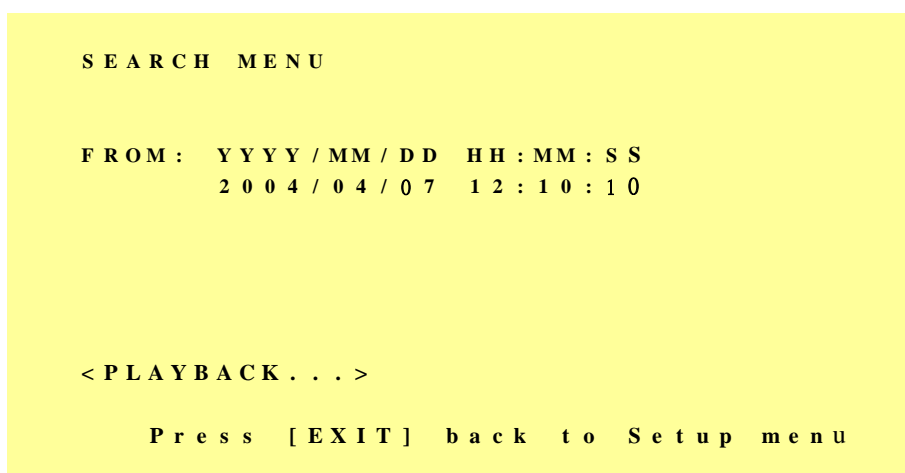 SEARCH MENU
FROM: YYYY/MM/DD HH:MM:SS
2004/04/07 12:10:10
<PLAYBACK...>
Press [EXIT] back to Setup menu